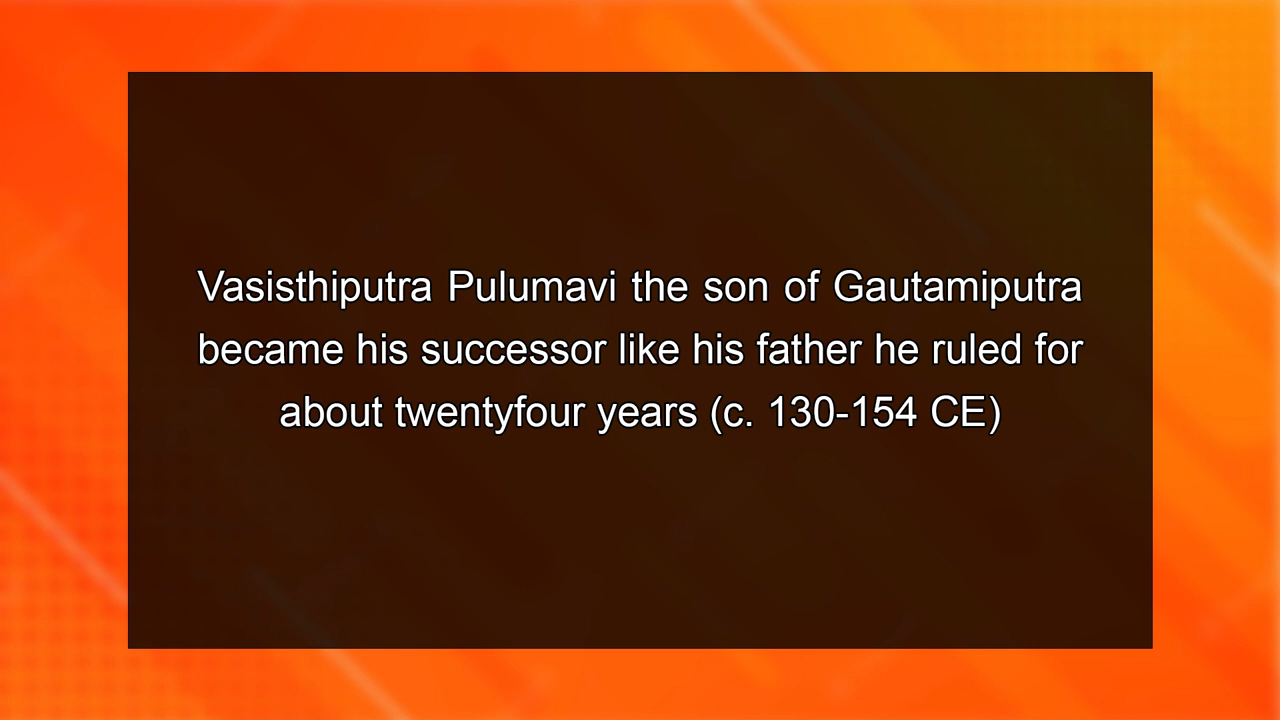 Vasisthiputra Pulumavi the son of Gautamiputra
became his successor like his father he ruled for
about twentyfour years (c. 130-154 CE)